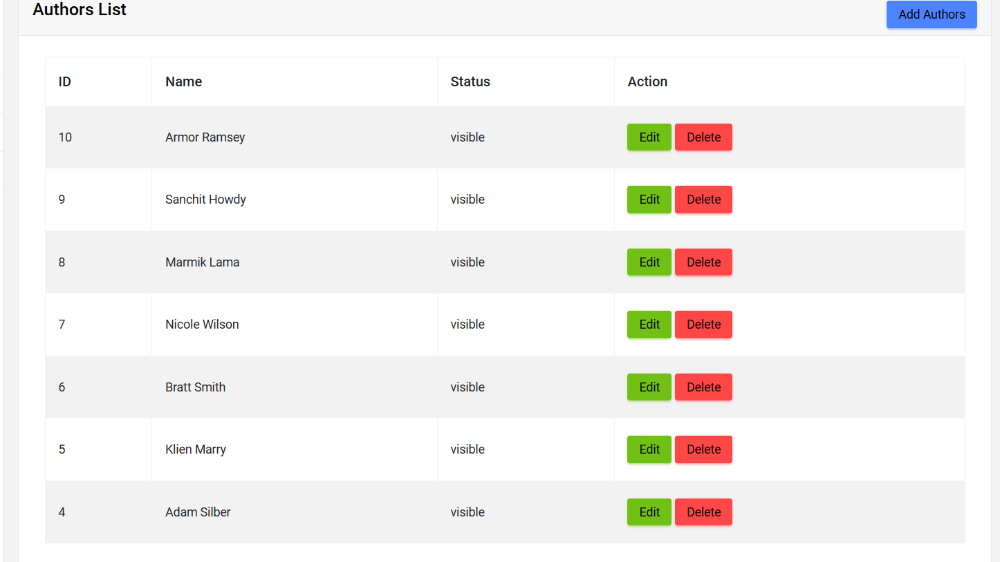 Authors List
Add Authors
ID Name Status Action
10 Armor Ramsey visible Edit Delete
9 Sanchit Howdy visible Edit Delete
8 Marmik Lama visible Edit Delete
7 Nicole Wilson visible Edit Delete
6 Bratt Smith visible Edit Delete
5 Klien Marry visible Edit Delete
4 Adam Silber visible Edit Delete